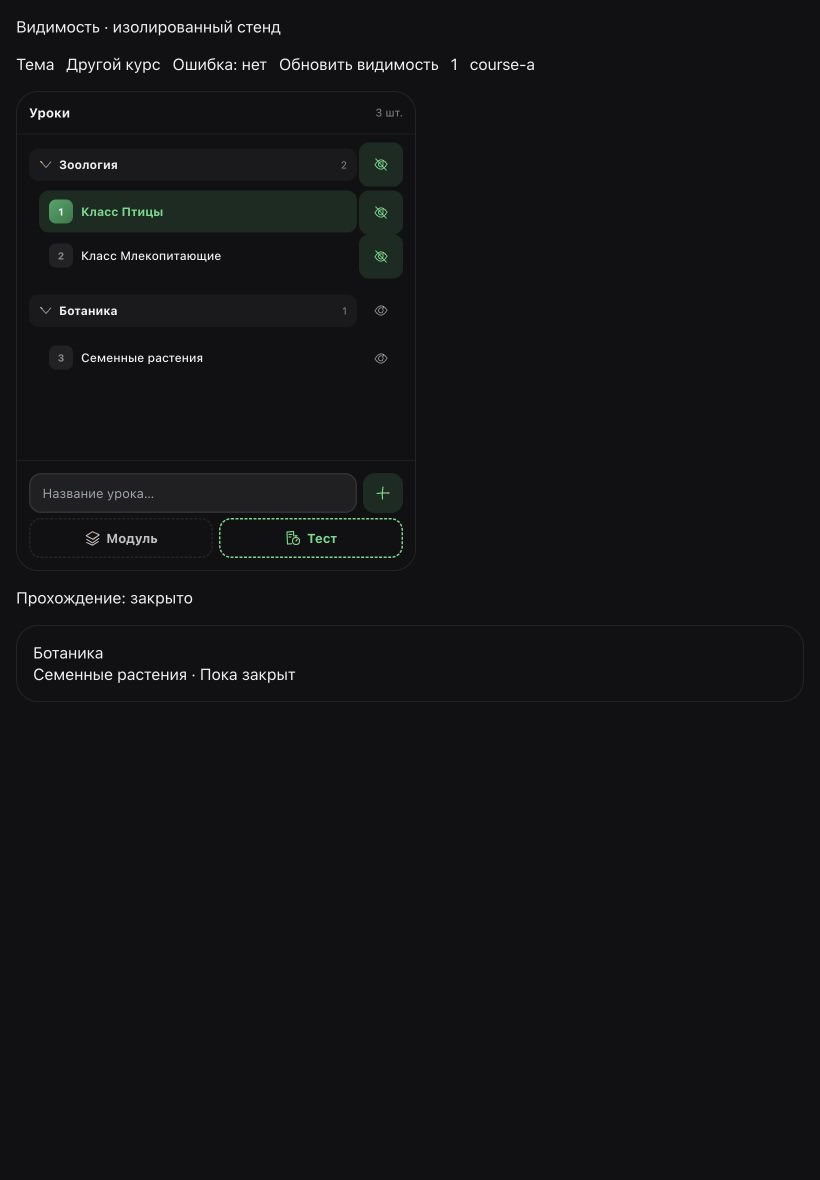 Видимость · изолированный стенд
Тема Другой курс Ошибка: нет Обновить видимость 1 course-a
Уроки 3 шт.
Зоология 2
1 Класс Птицы
2 Класс Млекопитающие
Ботаника 1
3 Семенные растения
Название урока...
Модуль Тест
Прохождение: закрыто
Ботаника
Семенные растения · Пока закрыт